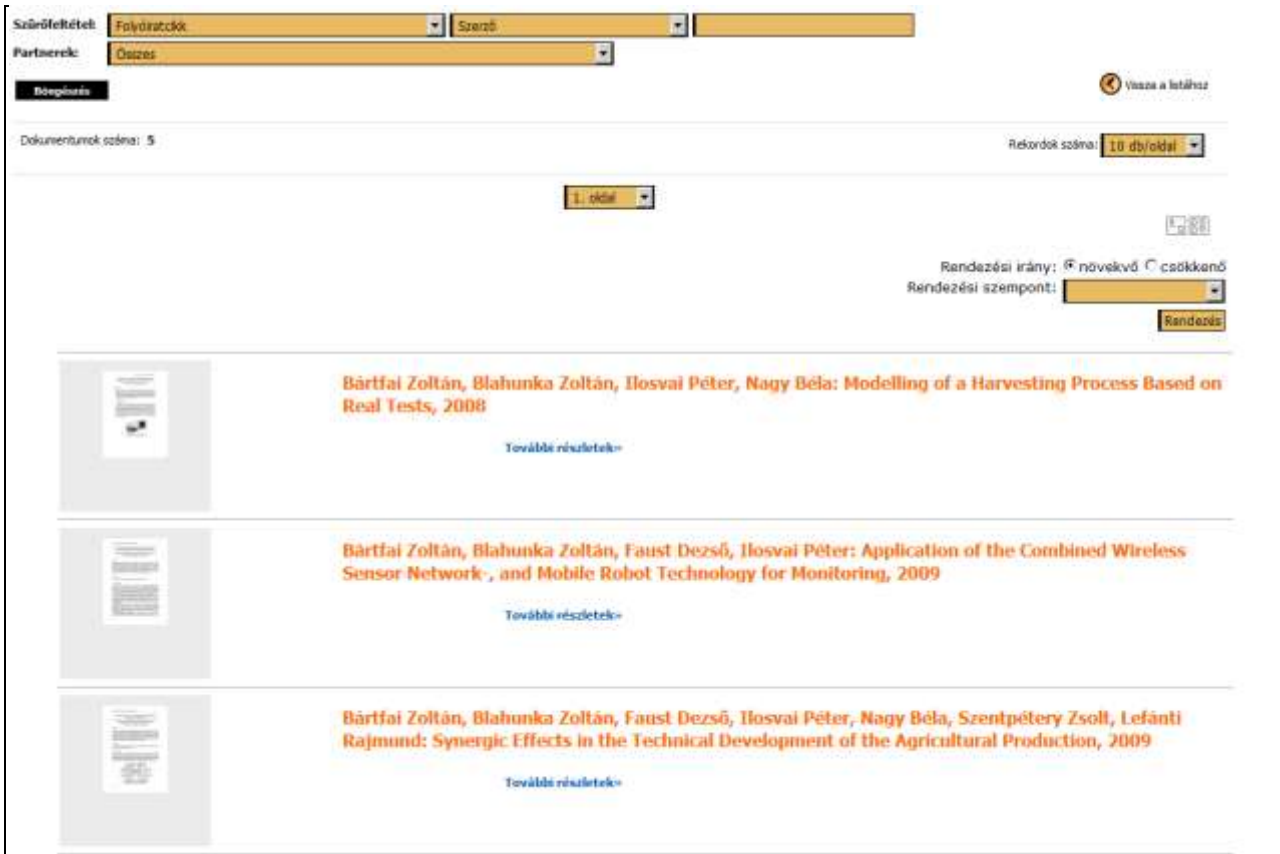 Szűrőfeltétel: Folyóiratcikk Szerző
Partnerek: Összes
Böngészés
Vissza a listához
Dokumentumok száma: 5
Rekordok száma: 10 db/oldal
1. oldal
Rendezési irány: növekvő csökkenő
Rendezési szempont:
Rendezés
Bártfai Zoltán, Blahunka Zoltán, Ilosvai Péter, Nagy Béla: Modelling of a Harvesting Process Based on
Real Tests, 2008
További részletek»
Bártfai Zoltán, Blahunka Zoltán, Faust Dezső, Ilosvai Péter: Application of the Combined Wireless
Sensor Network-, and Mobile Robot Technology for Monitoring, 2009
További részletek»
Bártfai Zoltán, Blahunka Zoltán, Faust Dezső, Ilosvai Péter, Nagy Béla, Szentpétery Zsolt, Lefánti
Rajmund: Synergic Effects in the Technical Development of the Agricultural Production, 2009
További részletek»